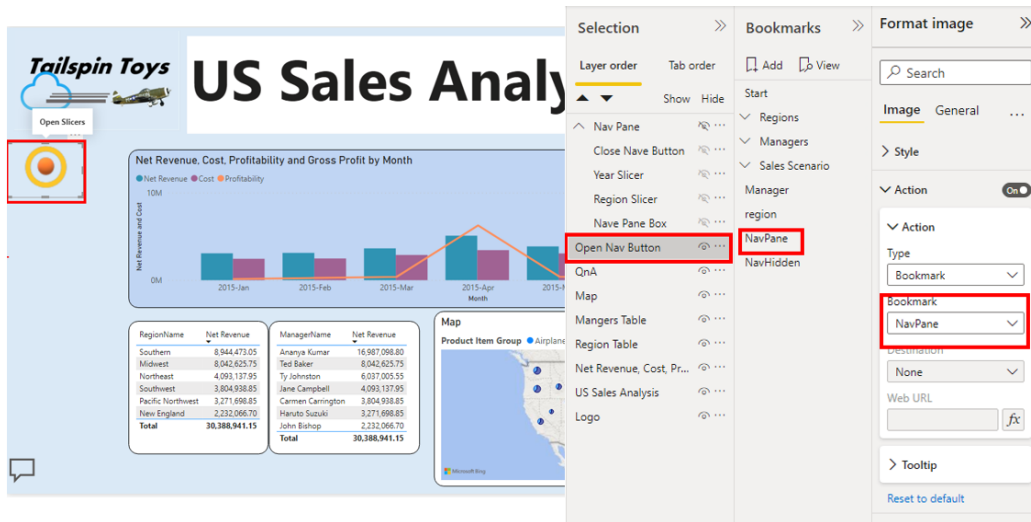 Tailspin Toys
US Sales Analy
Open Slicers
Net Revenue, Cost, Profitability and Gross Profit by Month
Net Revenue Cost Profitability
Net Revenue and Cost
10M
0M
2015-Jan 2015-Feb 2015-Mar 2015-Apr 2015-M
Month
RegionName Net Revenue
Southern 8,944,473.05
Midwest 8,042,625.75
Northeast 4,093,137.95
Southwest 3,804,938.85
Pacific Northwest 3,271,698.85
New England 2,232,066.70
Total 30,388,941.15
ManagerName Net Revenue
Ananya Kumar 16,987,098.80
Ted Baker 8,042,625.75
Ty Johnston 6,037,005.55
Jane Campbell 4,093,137.95
Carmen Carrington 3,804,938.85
Haruto Suzuki 3,271,698.85
John Bishop 2,232,066.70
Total 30,388,941.15
Map
Product Item Group Airplane
Microsoft Bing
Selection
Layer order Tab order
Show Hide
Nav Pane
Close Nave Button
Year Slicer
Region Slicer
Nave Pane Box
Open Nav Button
QnA
Map
Mangers Table
Region Table
Net Revenue, Cost, Pr...
US Sales Analysis
Logo
Bookmarks
Add View
Start
Regions
Managers
Sales Scenario
Manager
region
NavPane
NavHidden
Format image
Search
Image General
Style
Action On
Action
Type
Bookmark
Bookmark
NavPane
Destination
None
Web URL
fx
Tooltip
Reset to default